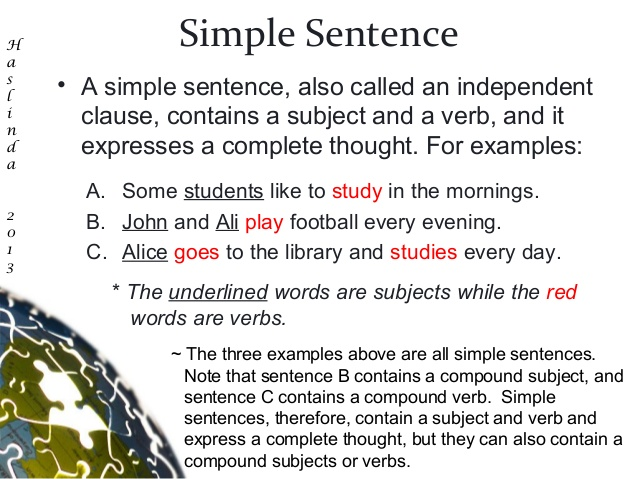 Simple Sentence
Haslinda
2013
• A simple sentence, also called an independent
clause, contains a subject and a verb, and it
expresses a complete thought. For examples:
A. Some students like to study in the mornings.
B. John and Ali play football every evening.
C. Alice goes to the library and studies every day.
* The underlined words are subjects while the red
words are verbs.
~ The three examples above are all simple sentences.
Note that sentence B contains a compound subject, and
sentence C contains a compound verb. Simple
sentences, therefore, contain a subject and verb and
express a complete thought, but they can also contain a
compound subjects or verbs.